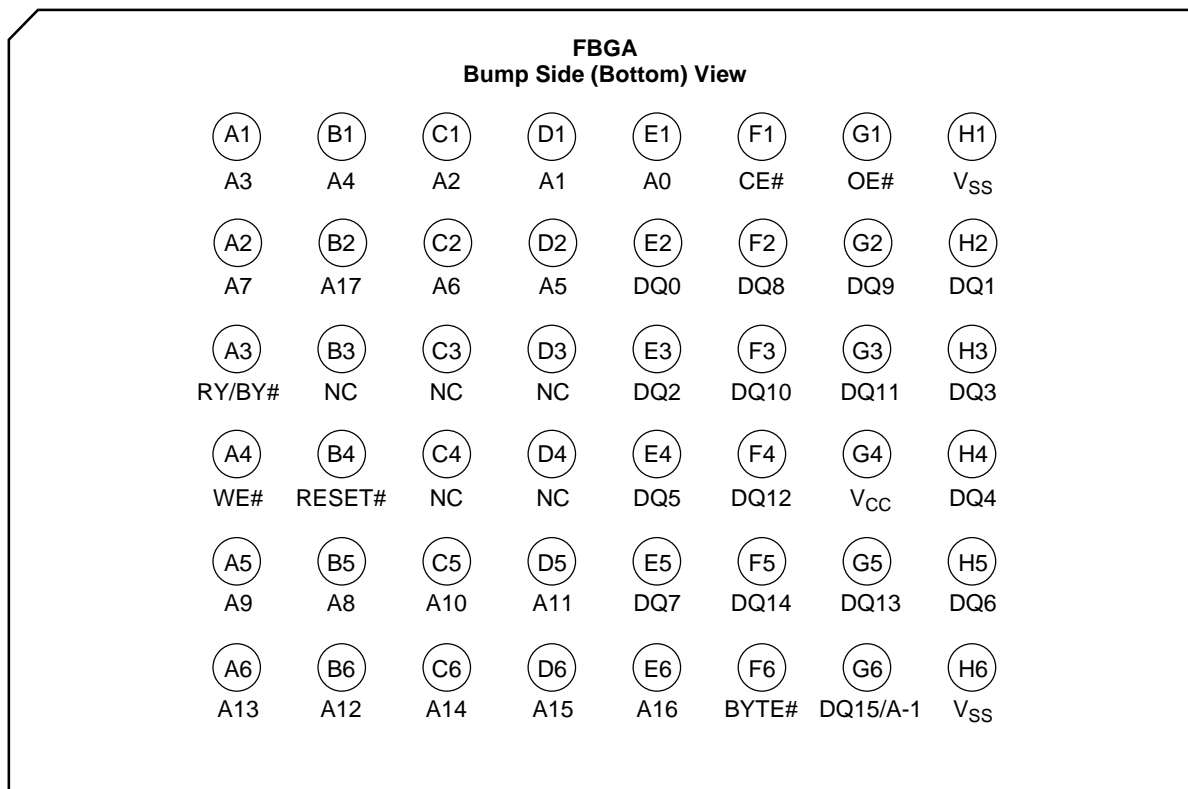 FBGA
Bump Side (Bottom) View
A1 B1 C1 D1 E1 F1 G1 H1
A3 A4 A2 A1 A0 CE# OE# VSS
A2 B2 C2 D2 E2 F2 G2 H2
A7 A17 A6 A5 DQ0 DQ8 DQ9 DQ1
A3 B3 C3 D3 E3 F3 G3 H3
RY/BY# NC NC NC DQ2 DQ10 DQ11 DQ3
A4 B4 C4 D4 E4 F4 G4 H4
WE# RESET# NC NC DQ5 DQ12 VCC DQ4
A5 B5 C5 D5 E5 F5 G5 H5
A9 A8 A10 A11 DQ7 DQ14 DQ13 DQ6
A6 B6 C6 D6 E6 F6 G6 H6
A13 A12 A14 A15 A16 BYTE# DQ15/A-1 VSS